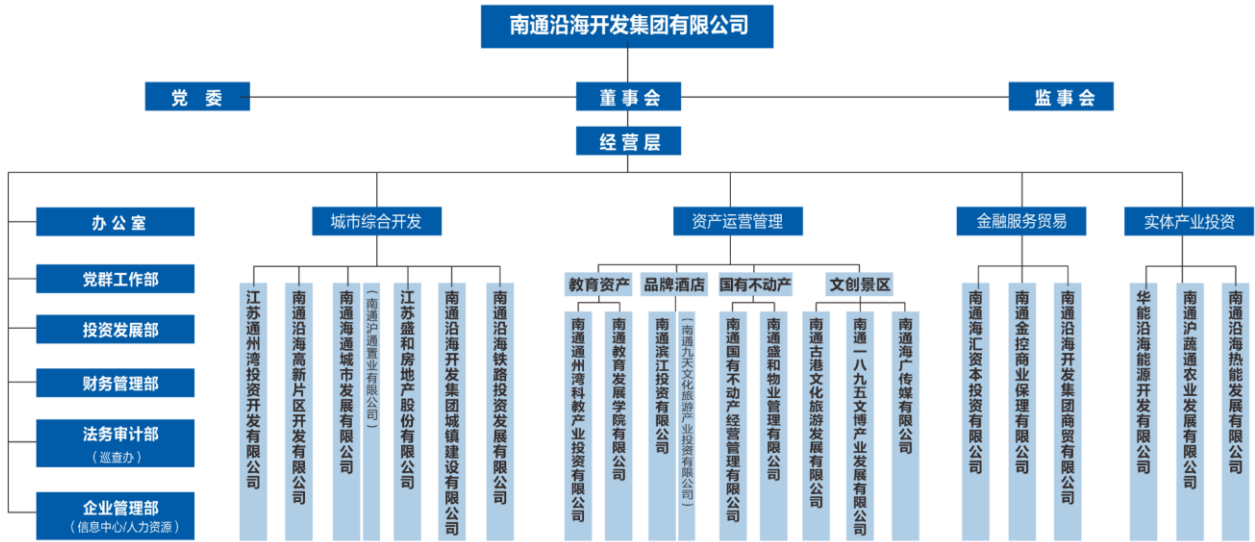 南通沿海开发集团有限公司
党 委
董事会
监事会
经营层
办公室
党群工作部
投资发展部
财务管理部
法务审计部
（巡查办）
企业管理部
（信息中心/人力资源）
城市综合开发
江苏通州湾投资开发有限公司
南通沿海高新片区开发有限公司
南通海通城市发展有限公司
（南通沪通置业有限公司）
江苏盛和房地产股份有限公司
南通沿海开发集团城镇建设有限公司
南通沿海铁路投资发展有限公司
资产运营管理
教育资产
南通通州湾科教产业投资有限公司
南通教育发展学院有限公司
品牌酒店
南通滨江投资有限公司
（南通九天文化旅游产业投资有限公司）
国有不动产
南通国有不动产经营管理有限公司
南通盛和物业管理有限公司
文创景区
南通古港文化旅游发展有限公司
南通一八九五文博产业发展有限公司
南通海广传媒有限公司
金融服务贸易
南通海汇资本投资有限公司
南通金控商业保理有限公司
南通沿海开发集团商贸有限公司
实体产业投资
华能沿海能源开发有限公司
南通沪蔬通农业发展有限公司
南通沿海热能发展有限公司